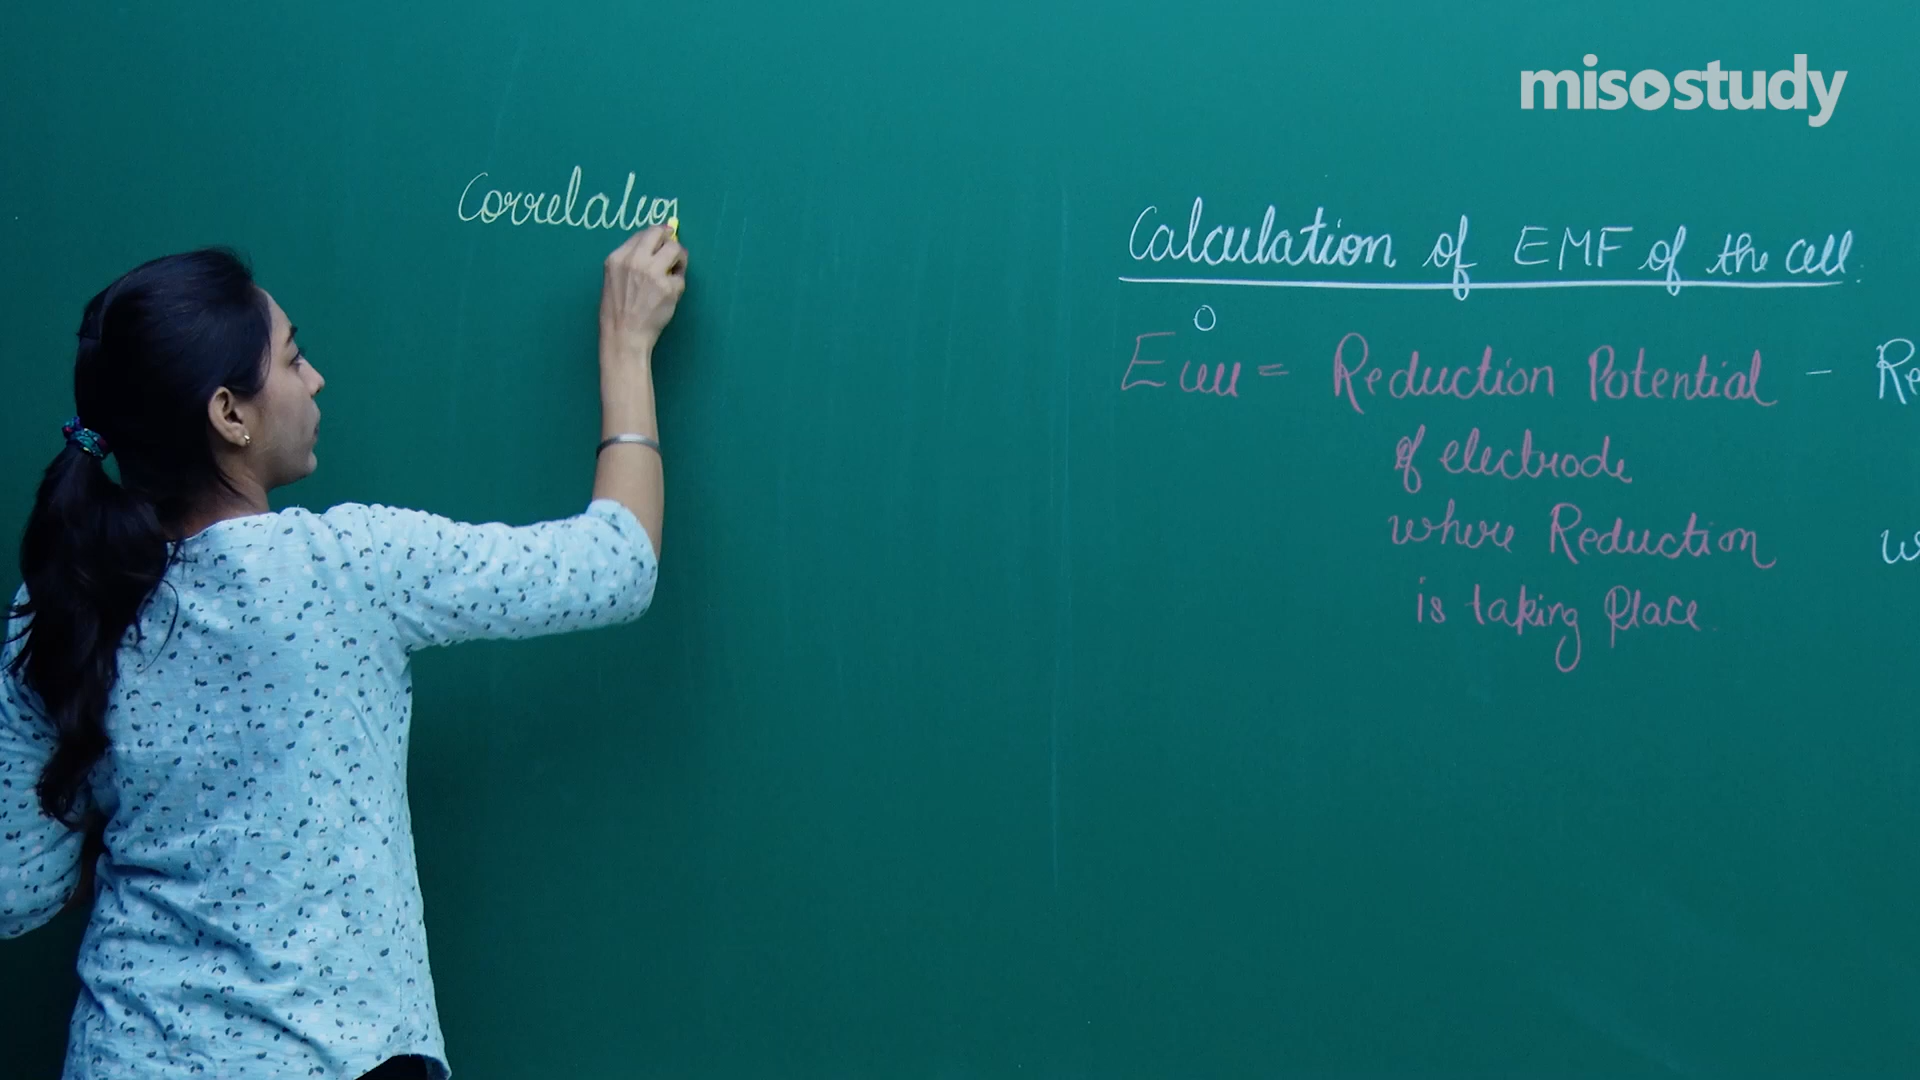 misostudy
Correlation
Calculation of EMF of the cell.
E°cell = Reduction Potential - Re
of electrode
where Reduction w
is taking place